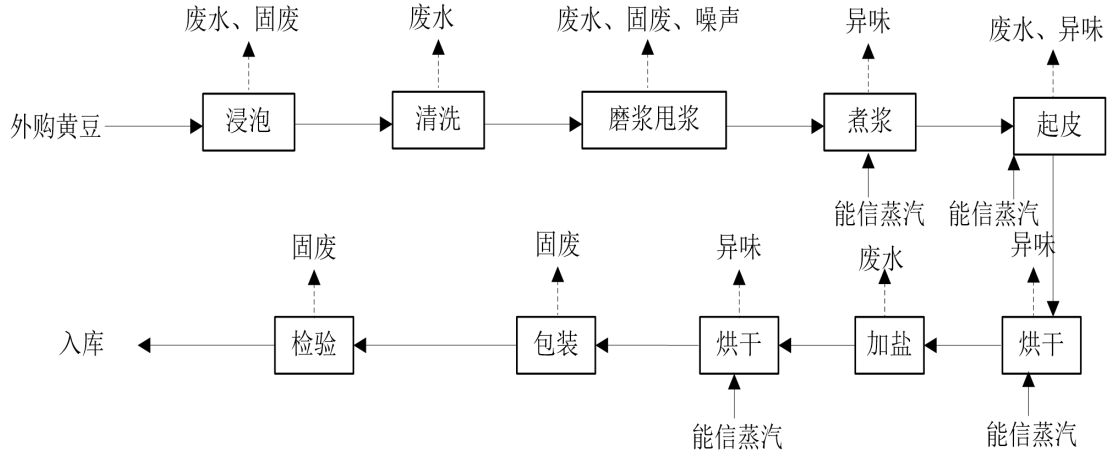 废水、固废
废水
废水、固废、噪声
异味
废水、异味
外购黄豆
浸泡
清洗
磨浆甩浆
煮浆
起皮
能信蒸汽
能信蒸汽
固废
固废
异味
废水
异味
入库
检验
包装
烘干
加盐
烘干
能信蒸汽
能信蒸汽